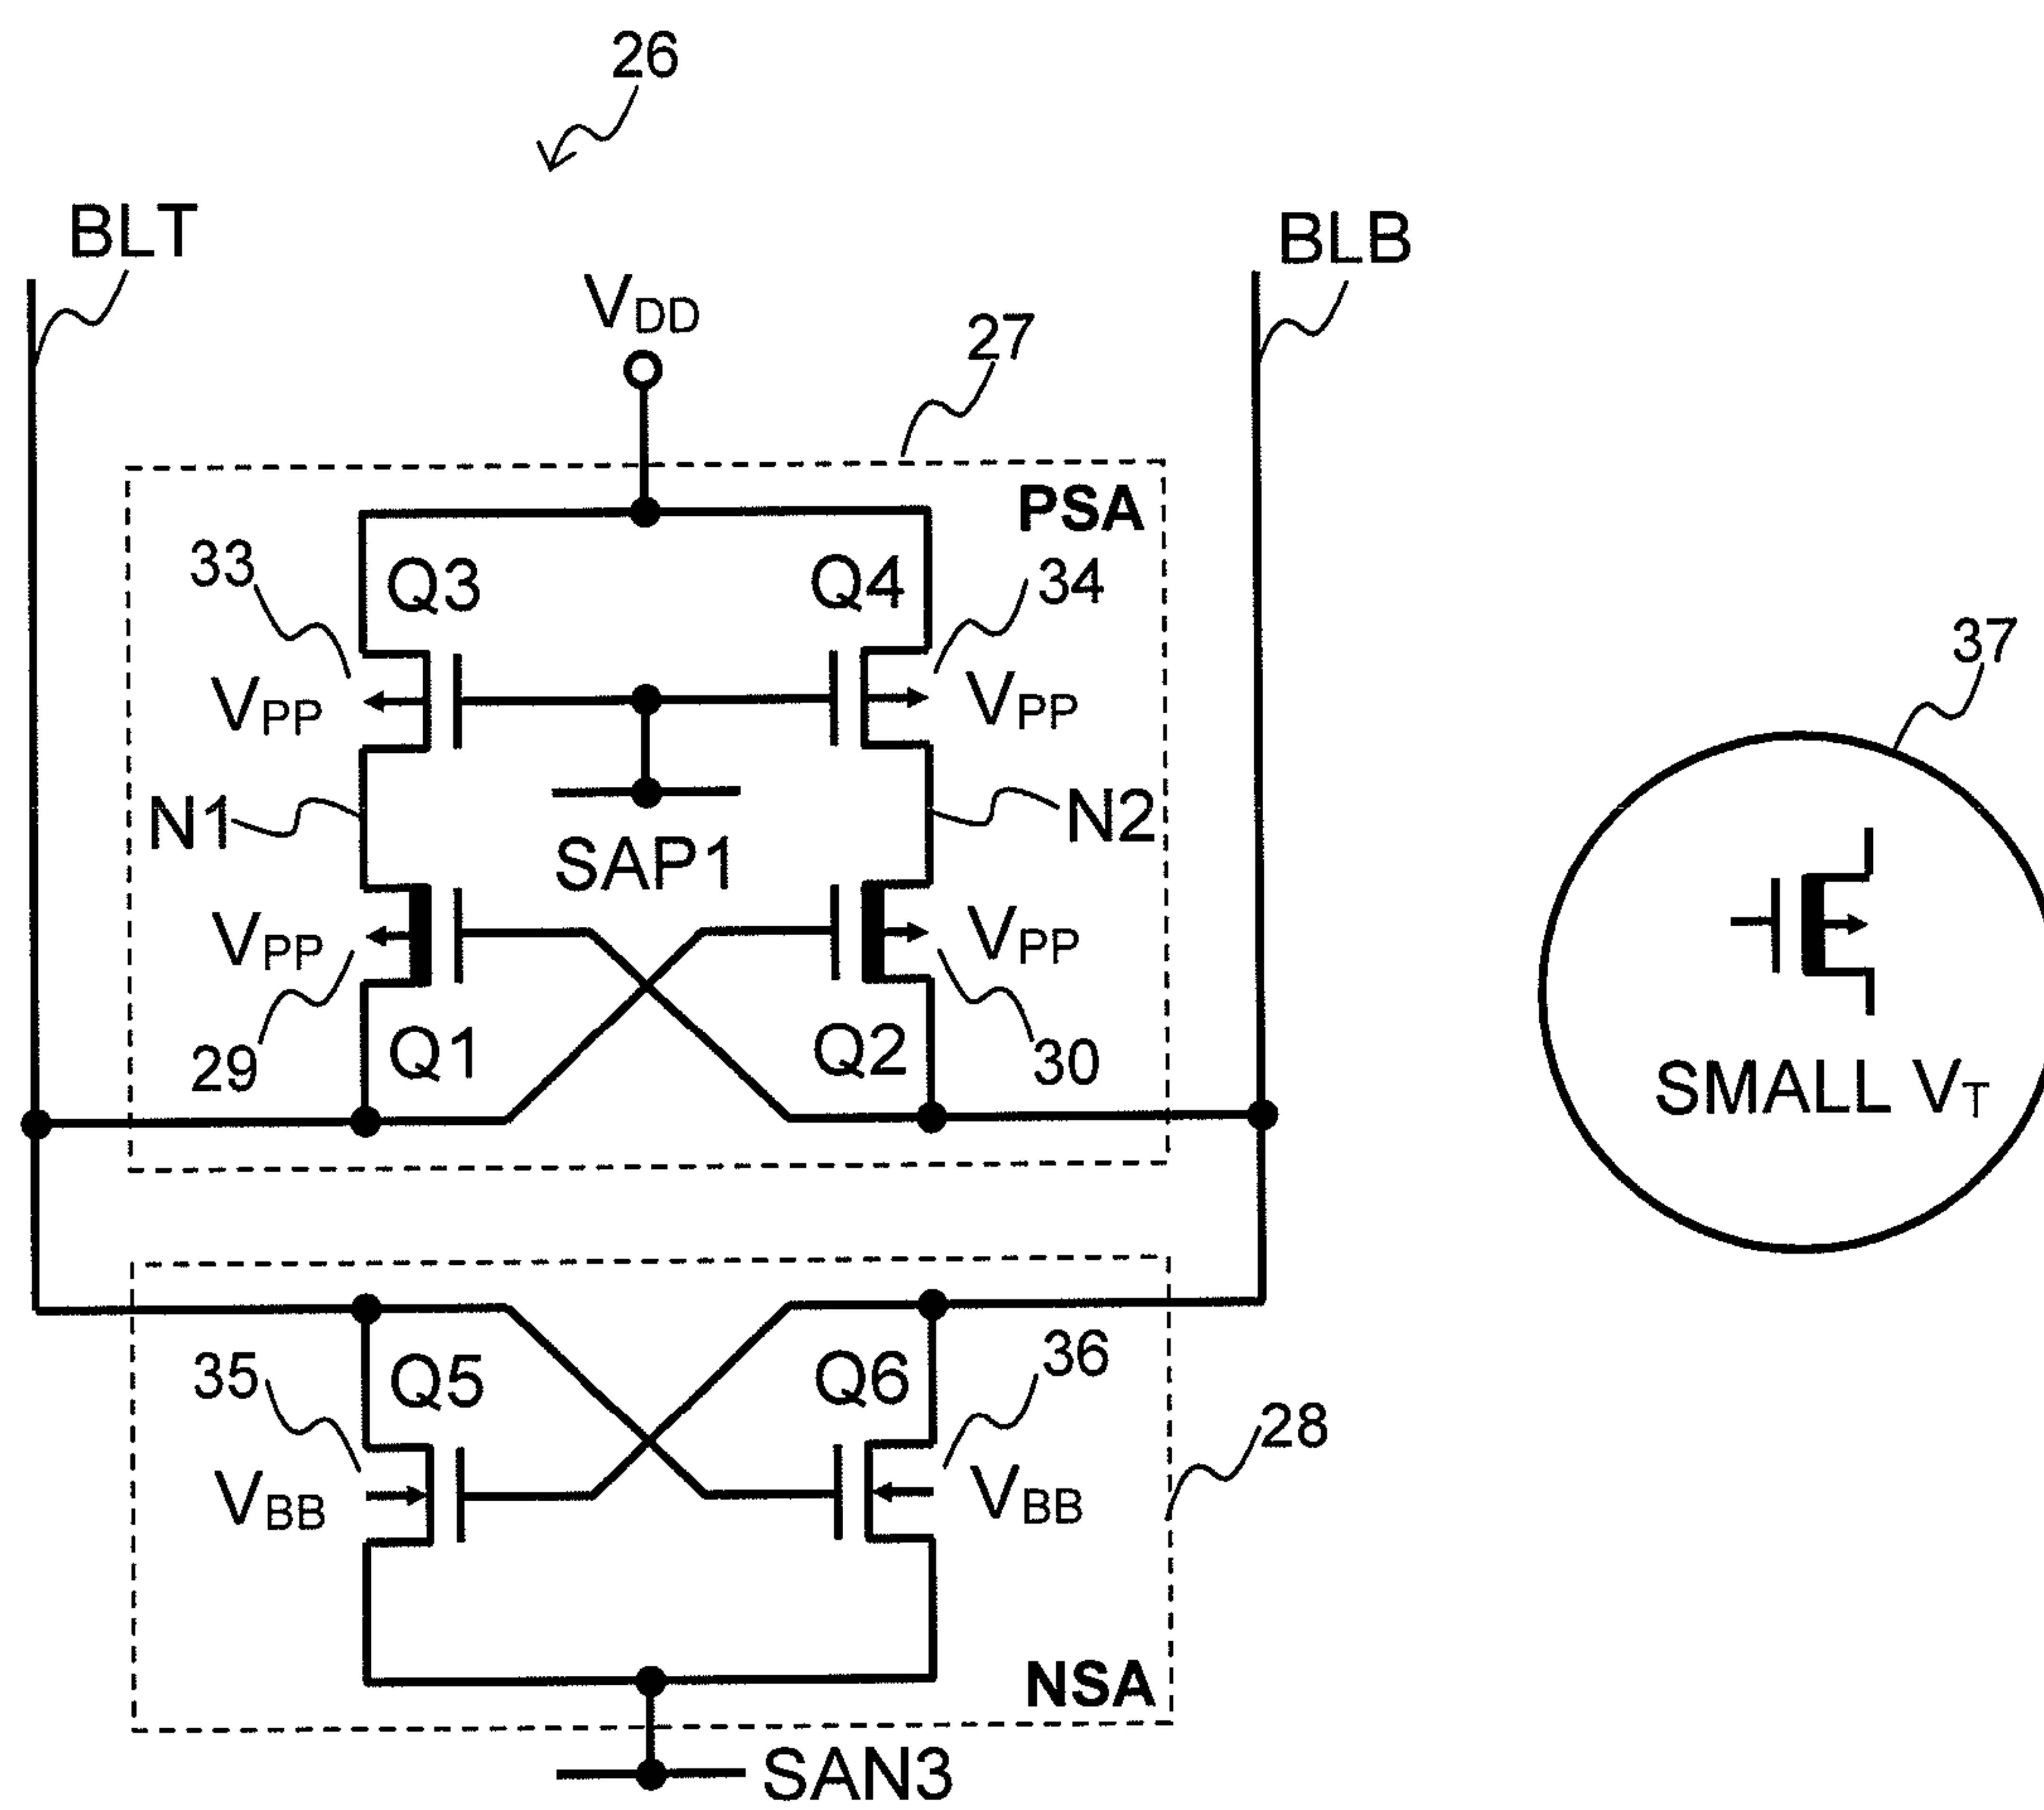 26
BLT
BLB
VDD
27
PSA
33
Q3
Q4
34
VPP
VPP
37
N1
N2
SAP1
VPP
VPP
29
Q1
Q2
30
SMALL VT
35
Q5
Q6
36
28
VBB
VBB
NSA
SAN3